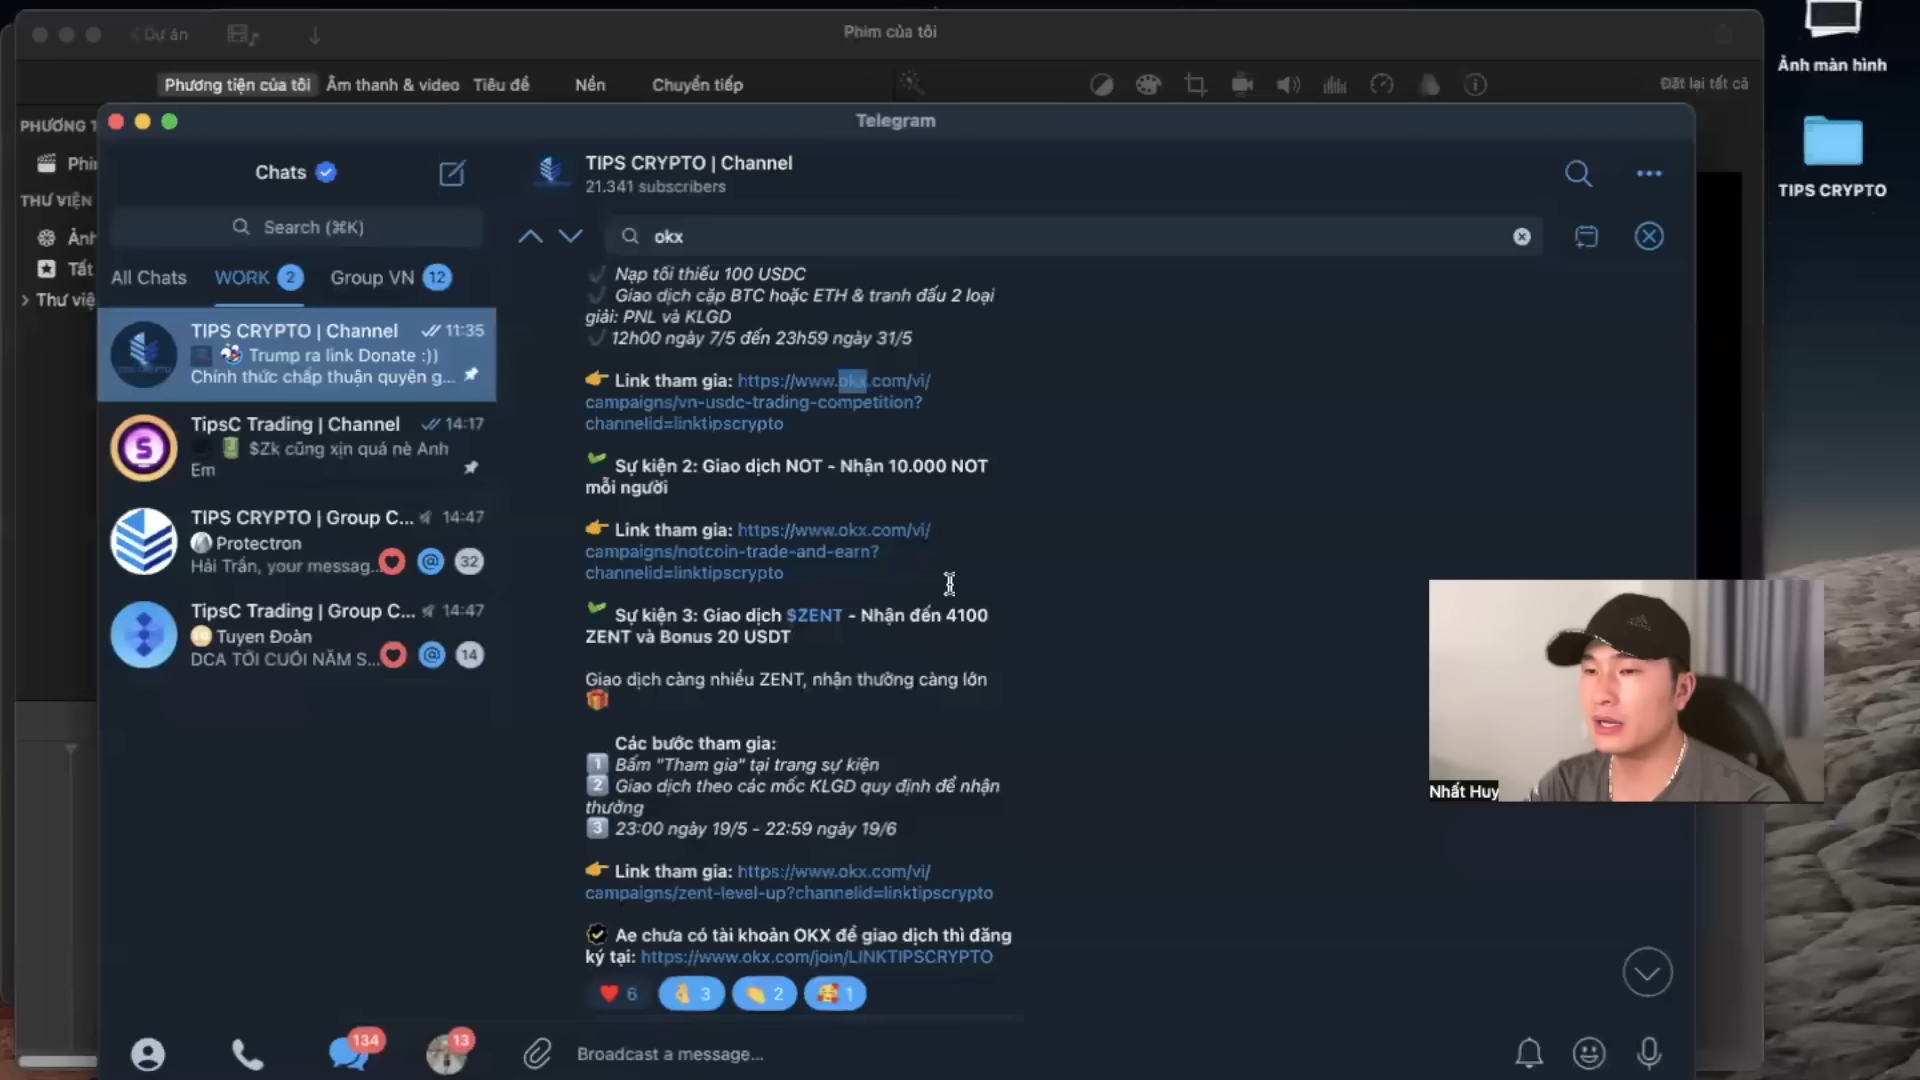 Dự án
Phim của tôi
Phương tiện của tôi
Âm thanh & video
Tiêu đề
Nền
Chuyển tiếp
Đặt lại tất cả
Ảnh màn hình
TIPS CRYPTO
PHƯƠNG T
Phim
THƯ VIỆN
Ảnh
Tất
Thư việ
Telegram
Chats
Search (⌘K)
All Chats
WORK 2
Group VN 12
TIPS CRYPTO | Channel 11:35
Trump ra link Donate :))
Chính thức chấp thuận quyên g...
TipsC Trading | Channel 14:17
$Zk cũng xịn quá nè Anh
Em
TIPS CRYPTO | Group C... 14:47
Protectron
Hải Trần, your messag... 32
TipsC Trading | Group C... 14:47
Tuyen Đoàn
DCA TỚI CUỐI NĂM S... 14
134
13
TIPS CRYPTO | Channel
21.341 subscribers
okx
Nạp tối thiểu 100 USDC
Giao dịch cặp BTC hoặc ETH & tranh đấu 2 loại
giải: PNL và KLGD
12h00 ngày 7/5 đến 23h59 ngày 31/5
👉 Link tham gia: https://www.okx.com/vi/
campaigns/vn-usdc-trading-competition?
channelid=linktipscrypto
Sự kiện 2: Giao dịch NOT - Nhận 10.000 NOT
mỗi người
👉 Link tham gia: https://www.okx.com/vi/
campaigns/notcoin-trade-and-earn?
channelid=linktipscrypto
Sự kiện 3: Giao dịch $ZENT - Nhận đến 4100
ZENT và Bonus 20 USDT
Giao dịch càng nhiều ZENT, nhận thưởng càng lớn
🎁
Các bước tham gia:
1 Bấm "Tham gia" tại trang sự kiện
2 Giao dịch theo các mốc KLGD quy định để nhận
thưởng
3 23:00 ngày 19/5 - 22:59 ngày 19/6
👉 Link tham gia: https://www.okx.com/vi/
campaigns/zent-level-up?channelid=linktipscrypto
Ae chưa có tài khoản OKX để giao dịch thì đăng
ký tại: https://www.okx.com/join/LINKTIPSCRYPTO
6 3 2 1
Broadcast a message...
Nhất Huy